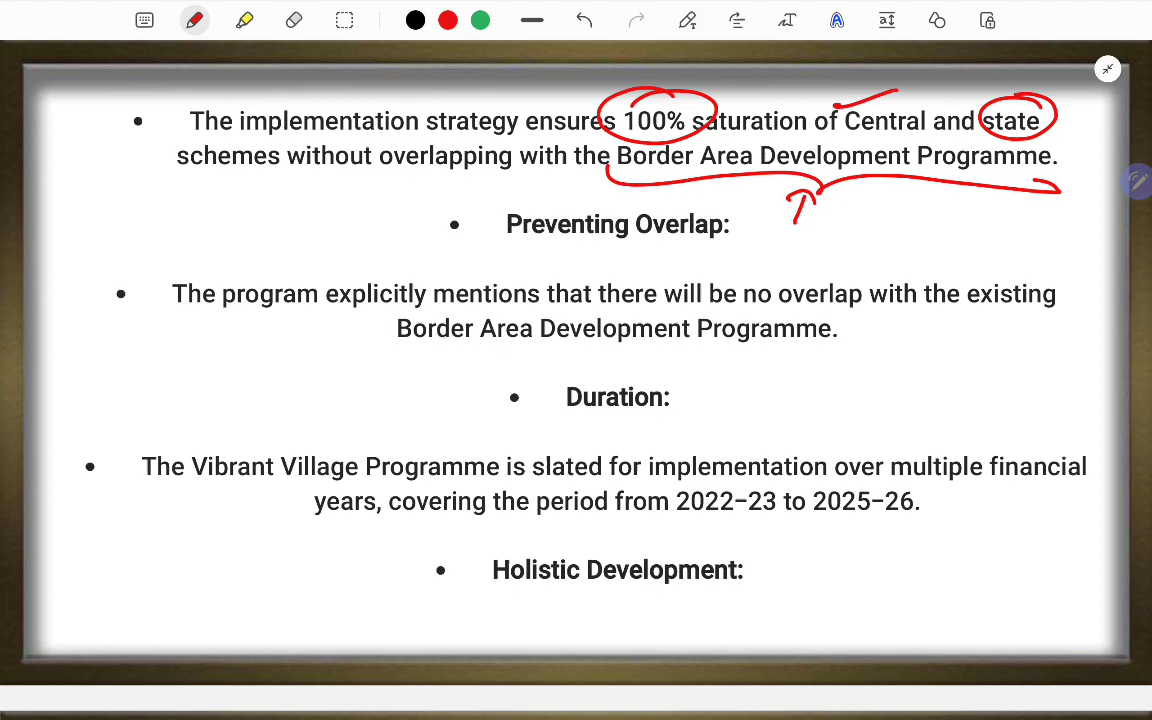 • The implementation strategy ensures 100% saturation of Central and state
schemes without overlapping with the Border Area Development Programme.
• Preventing Overlap:
• The program explicitly mentions that there will be no overlap with the existing
Border Area Development Programme.
• Duration:
• The Vibrant Village Programme is slated for implementation over multiple financial
years, covering the period from 2022-23 to 2025-26.
• Holistic Development: